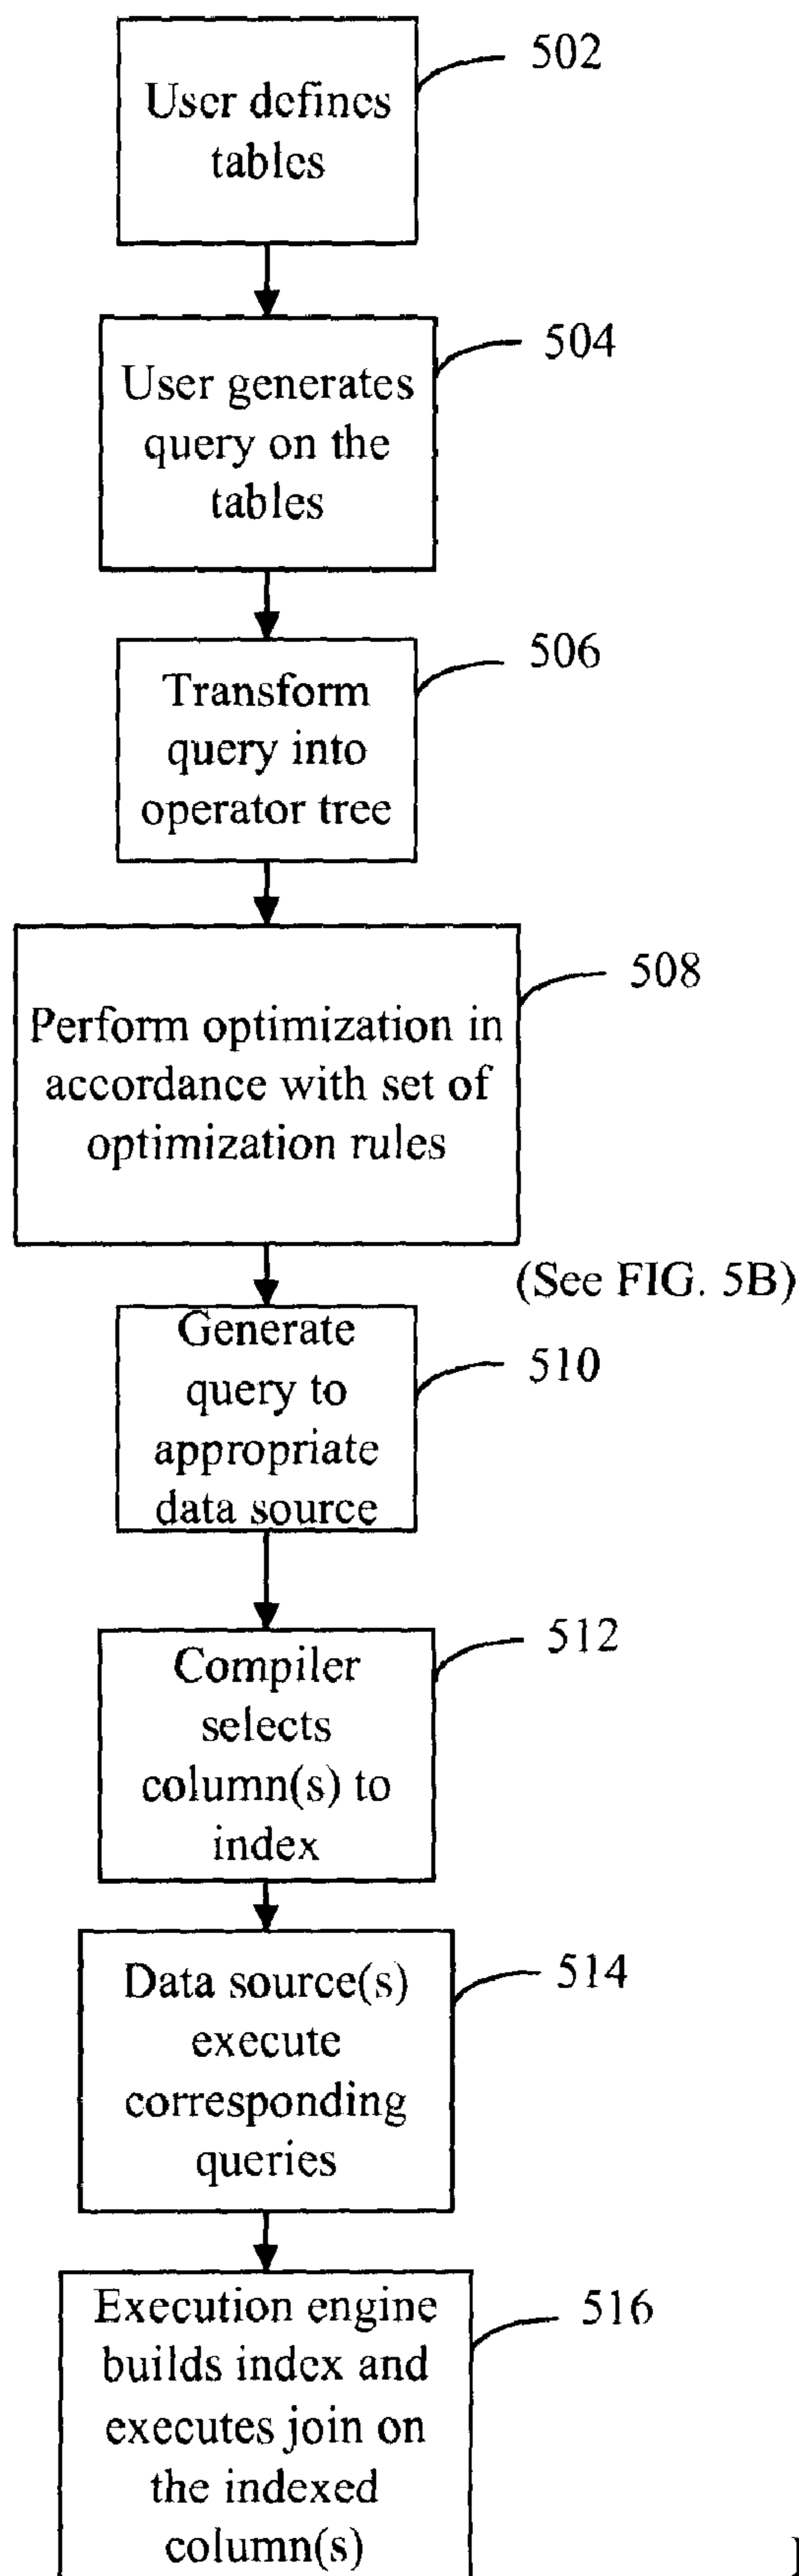 502
User defines
tables
504
User generates
query on the
tables
506
Transform
query into
operator tree
508
Perform optimization in
accordance with set of
optimization rules
(See FIG. 5B)
Generate
query to
appropriate
data source
510
512
Compiler
selects
column(s) to
index
514
Data source(s)
execute
corresponding
queries
516
Execution engine
builds index and
executes join on
the indexed
column(s)